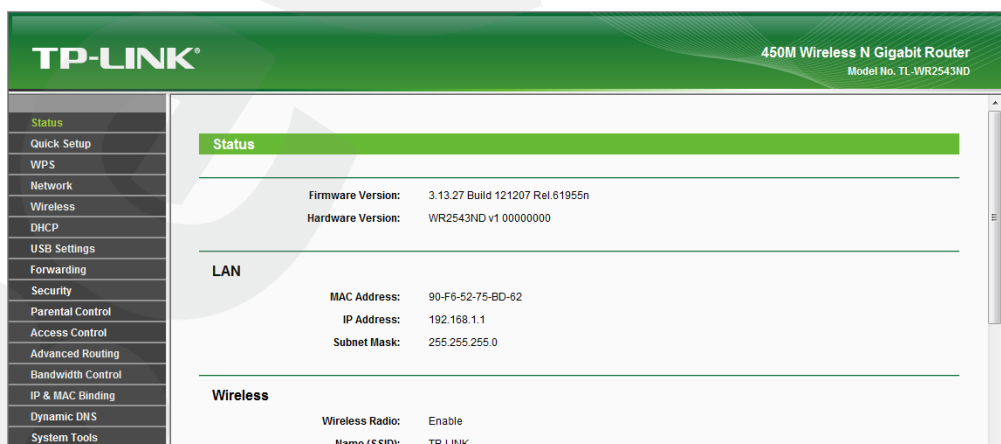 TP-LINK®
450M Wireless N Gigabit Router
Model No. TL-WR2543ND
Status
Quick Setup
WPS
Network
Wireless
DHCP
USB Settings
Forwarding
Security
Parental Control
Access Control
Advanced Routing
Bandwidth Control
IP & MAC Binding
Dynamic DNS
System Tools
Status
Firmware Version: 3.13.27 Build 121207 Rel.61955n
Hardware Version: WR2543ND v1 00000000
LAN
MAC Address: 90-F6-52-75-BD-62
IP Address: 192.168.1.1
Subnet Mask: 255.255.255.0
Wireless
Wireless Radio: Enable
Name (SSID): TP-LINK